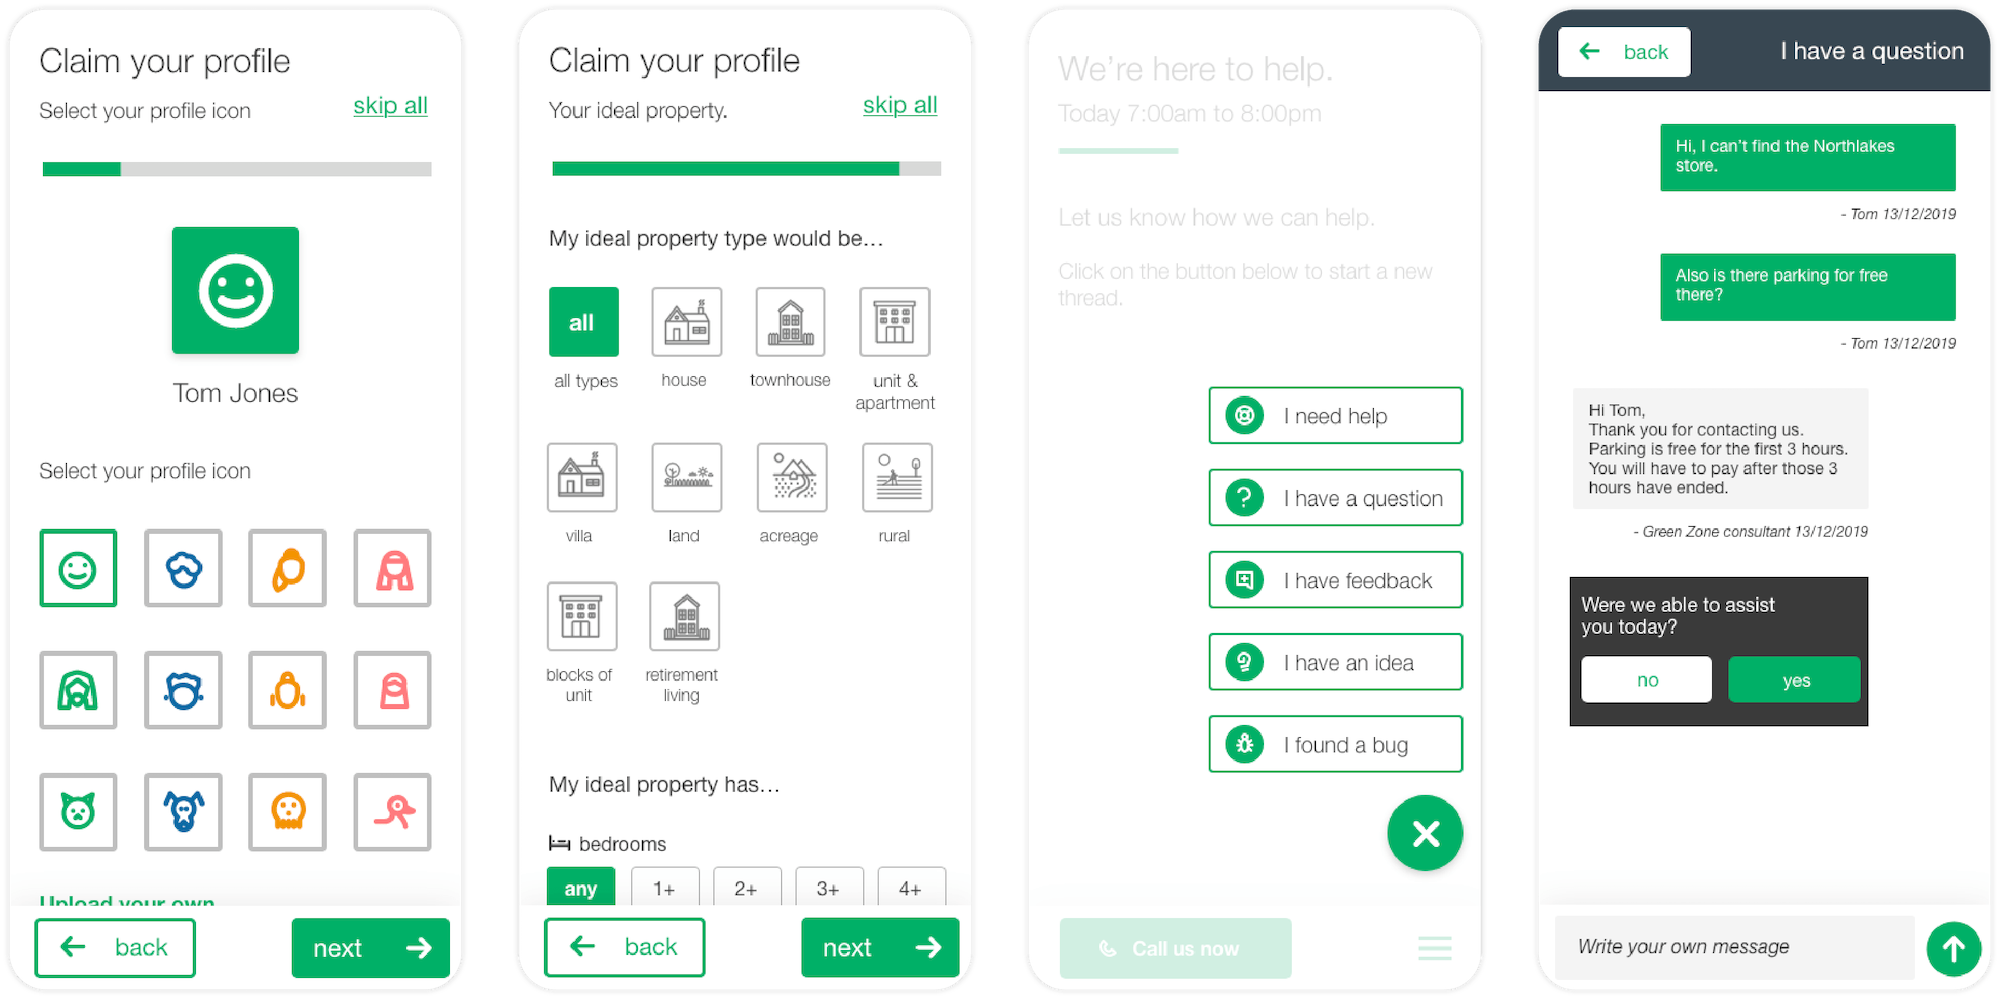 Claim your profile
Select your profile icon
skip all
Tom Jones
Select your profile icon
Upload your own
back
next
Claim your profile
Your ideal property.
skip all
My ideal property type would be...
all
all types
house
townhouse
unit &
apartment
villa
land
acreage
rural
blocks of
unit
retirement
living
My ideal property has...
bedrooms
any
1+
2+
3+
4+
back
next
We're here to help.
Today 7:00am to 8:00pm
Let us know how we can help.
Click on the button below to start a new
thread.
I need help
I have a question
I have feedback
I have an idea
I found a bug
Call us now
back
I have a question
Hi, I can't find the Northlakes
store.
- Tom 13/12/2019
Also is there parking for free
there?
- Tom 13/12/2019
Hi Tom,
Thank you for contacting us.
Parking is free for the first 3 hours.
You will have to pay after those 3
hours have ended.
- Green Zone consultant 13/12/2019
Were we able to assist
you today?
no
yes
Write your own message